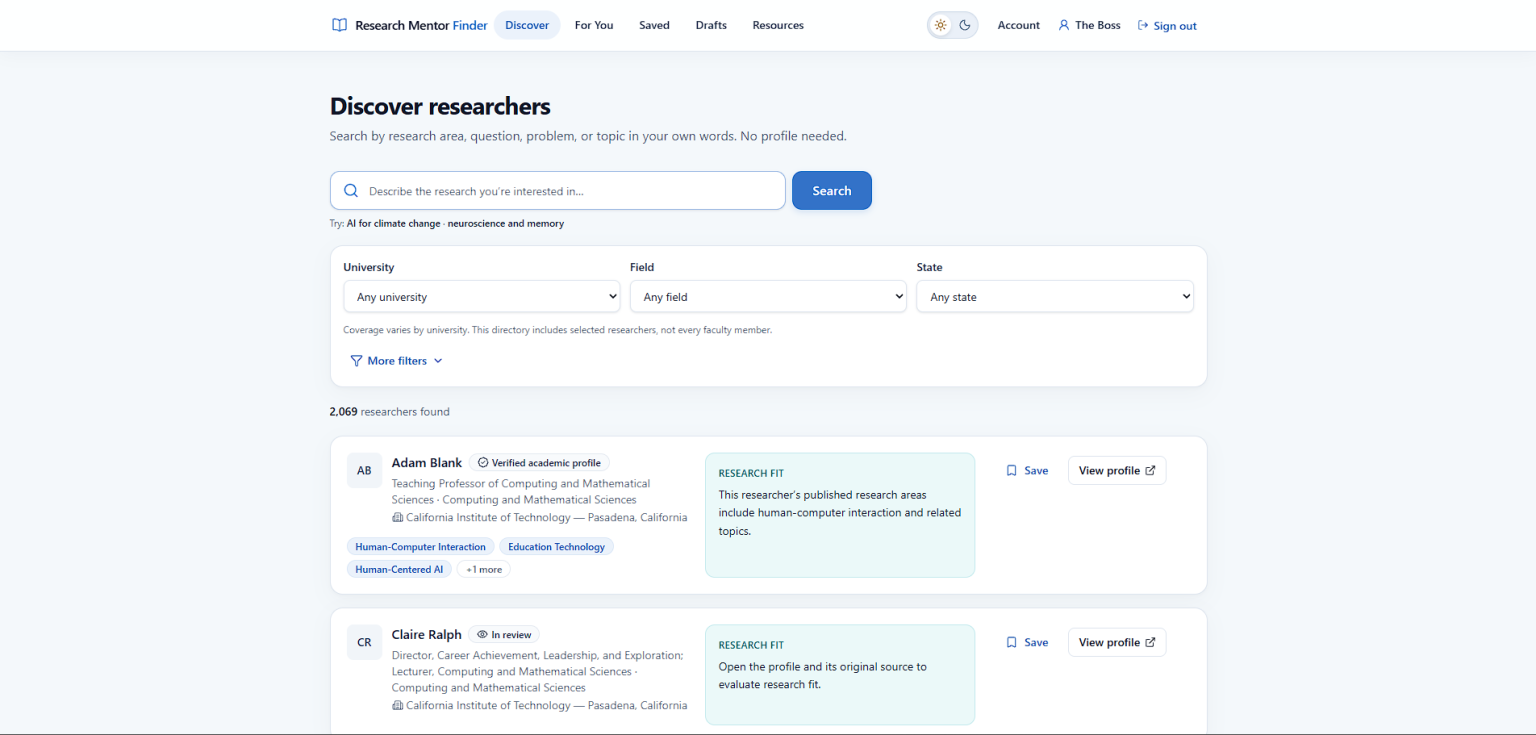 Research Mentor Finder Discover For You Saved Drafts Resources Account The Boss Sign out
Discover researchers
Search by research area, question, problem, or topic in your own words. No profile needed.
Describe the research you're interested in...
Search
Try: AI for climate change · neuroscience and memory
University Field State
Any university Any field Any state
Coverage varies by university. This directory includes selected researchers, not every faculty member.
More filters
2,069 researchers found
AB
Adam Blank Verified academic profile
Teaching Professor of Computing and Mathematical
Sciences · Computing and Mathematical Sciences
California Institute of Technology — Pasadena, California
Human-Computer Interaction Education Technology
Human-Centered AI +1 more
RESEARCH FIT
This researcher's published research areas
include human-computer interaction and related
topics.
Save View profile
CR
Claire Ralph In review
Director, Career Achievement, Leadership, and Exploration;
Lecturer, Computing and Mathematical Sciences ·
Computing and Mathematical Sciences
California Institute of Technology — Pasadena, California
RESEARCH FIT
Open the profile and its original source to
evaluate research fit.
Save View profile